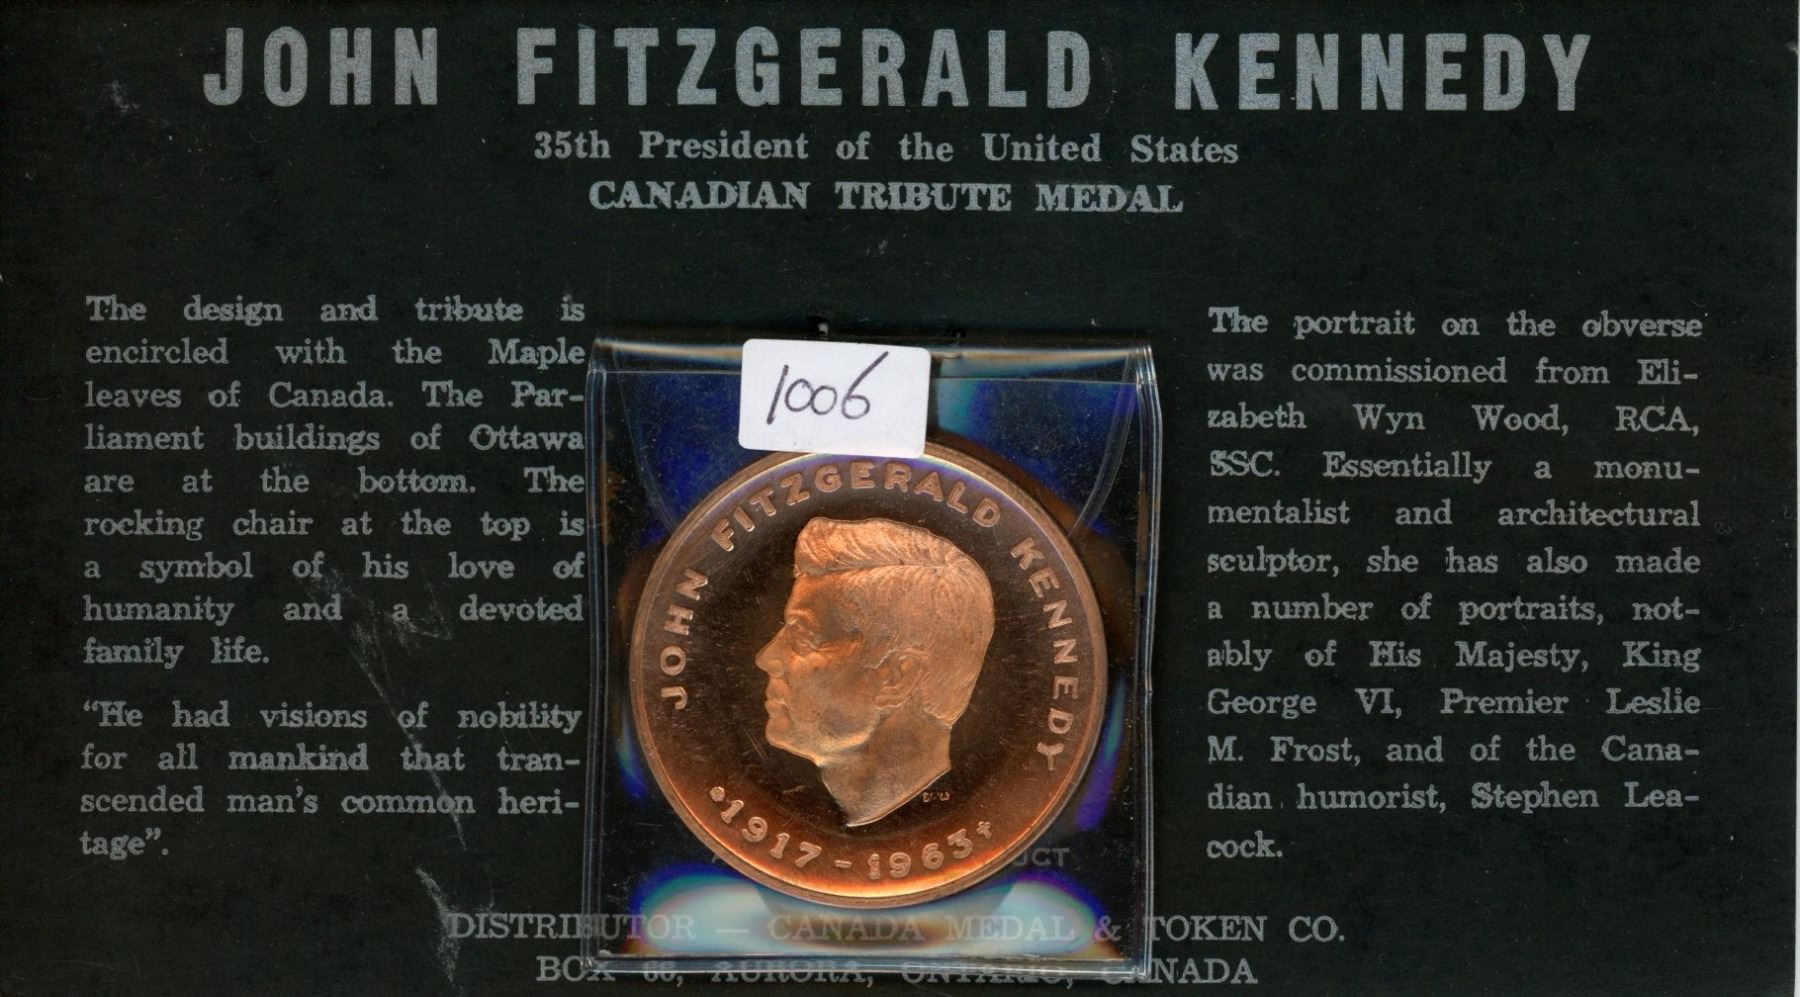 JOHN FITZGERALD KENNEDY
35th President of the United States
CANADIAN TRIBUTE MEDAL
The design and tribute is
encircled with the Maple
leaves of Canada. The Par-
liament buildings of Ottawa
are at the bottom. The
rocking chair at the top is
a symbol of his love of
humanity and a devoted
family life.
"He had visions of nobility
for all mankind that tran-
scended man's common heri-
tage".
1006
JOHN FITZGERALD KENNEDY
1917 - 1963
The portrait on the obverse
was commissioned from Eli-
zabeth Wyn Wood, RCA,
SSC. Essentially a monu-
mentalist and architectural
sculptor, she has also made
a number of portraits, not-
ably of His Majesty, King
George VI, Premier Leslie
M. Frost, and of the Cana-
dian humorist, Stephen Lea-
cock.
DISTRIBUTOR — CANADA MEDAL & TOKEN CO.
BOX AURORA, ONTARIO, CANADA